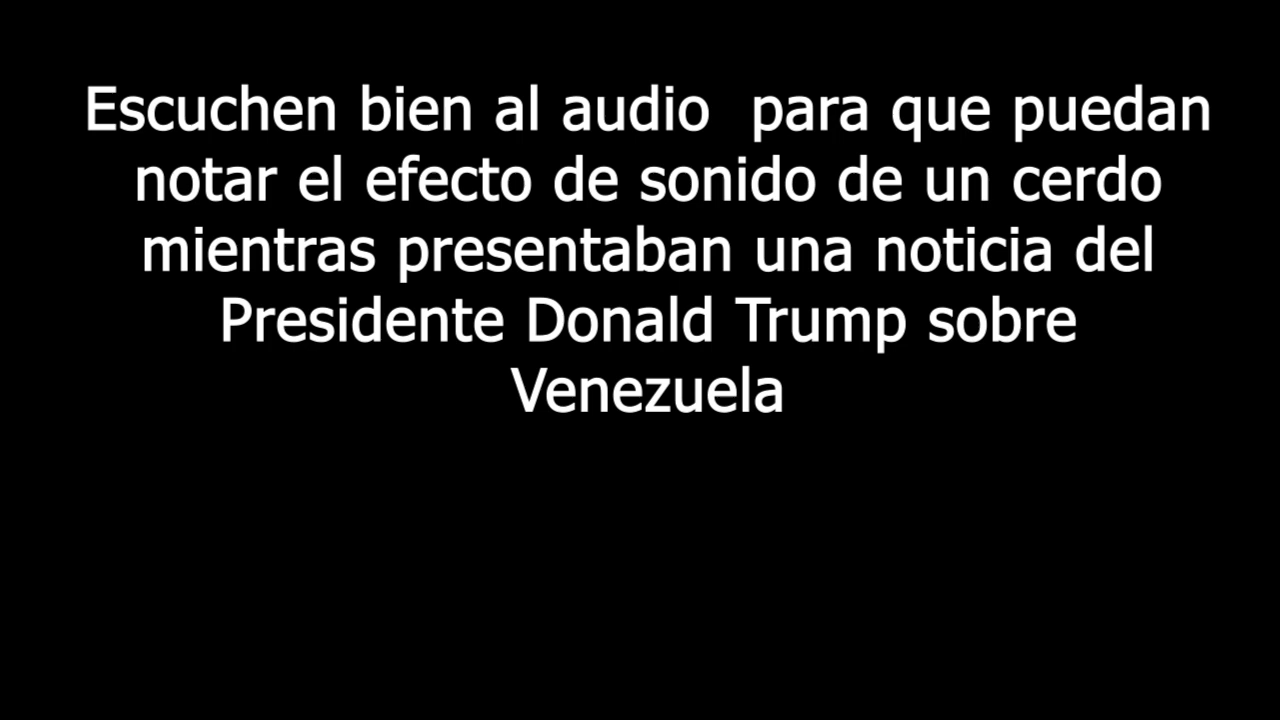 Escuchen bien al audio  para que puedan
notar el efecto de sonido de un cerdo
mientras presentaban una noticia del
Presidente Donald Trump sobre
Venezuela